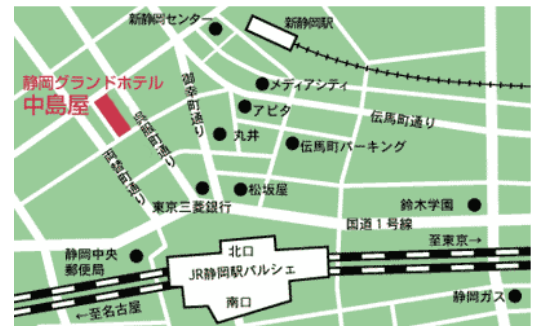 新静岡センター
新静岡駅
静岡グランドホテル
中島屋
御幸町通り
メディアシティ
アピタ
呉服町通り
丸井
伝馬町通り
伝馬町パーキング
両替町通り
松坂屋
東京三菱銀行
鈴木学園
国道1号線
至東京→
静岡中央
郵便局
北口
JR静岡駅パルシェ
南口
静岡ガス
←至名古屋